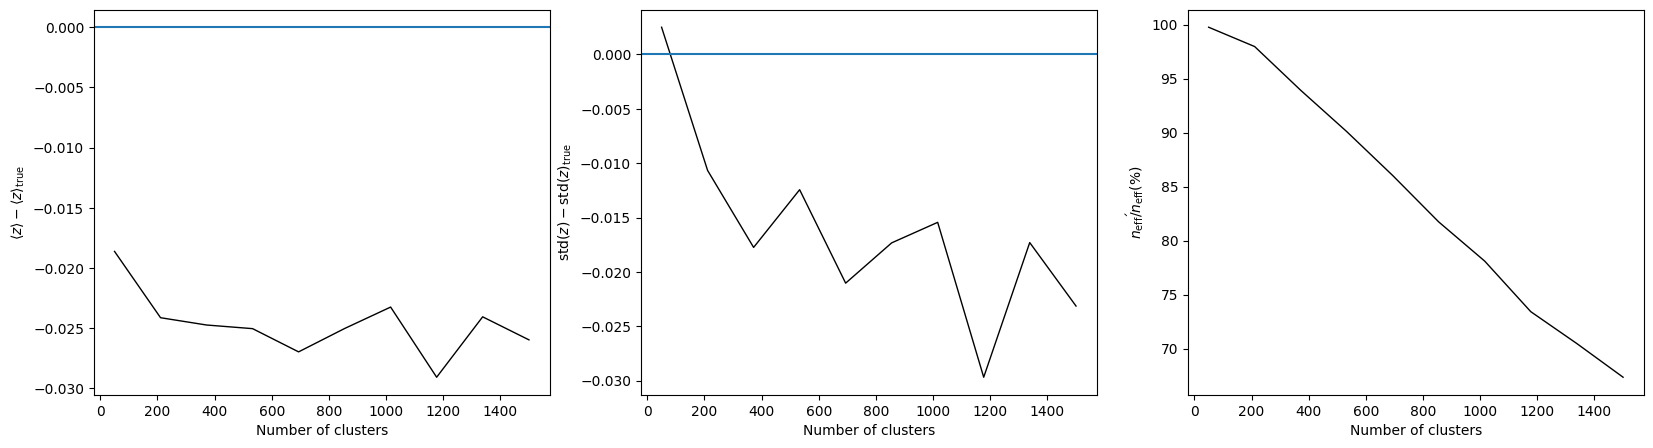 0.000
−0.005
−0.010
−0.015
−0.020
−0.025
−0.030
⟨z⟩ − ⟨z⟩true
0 200 400 600 800 1000 1200 1400
Number of clusters
0.000
−0.005
−0.010
−0.015
−0.020
−0.025
−0.030
std(z) − std(z)true
0 200 400 600 800 1000 1200 1400
Number of clusters
100
95
90
85
80
75
70
n′eff/neff(%)
0 200 400 600 800 1000 1200 1400
Number of clusters